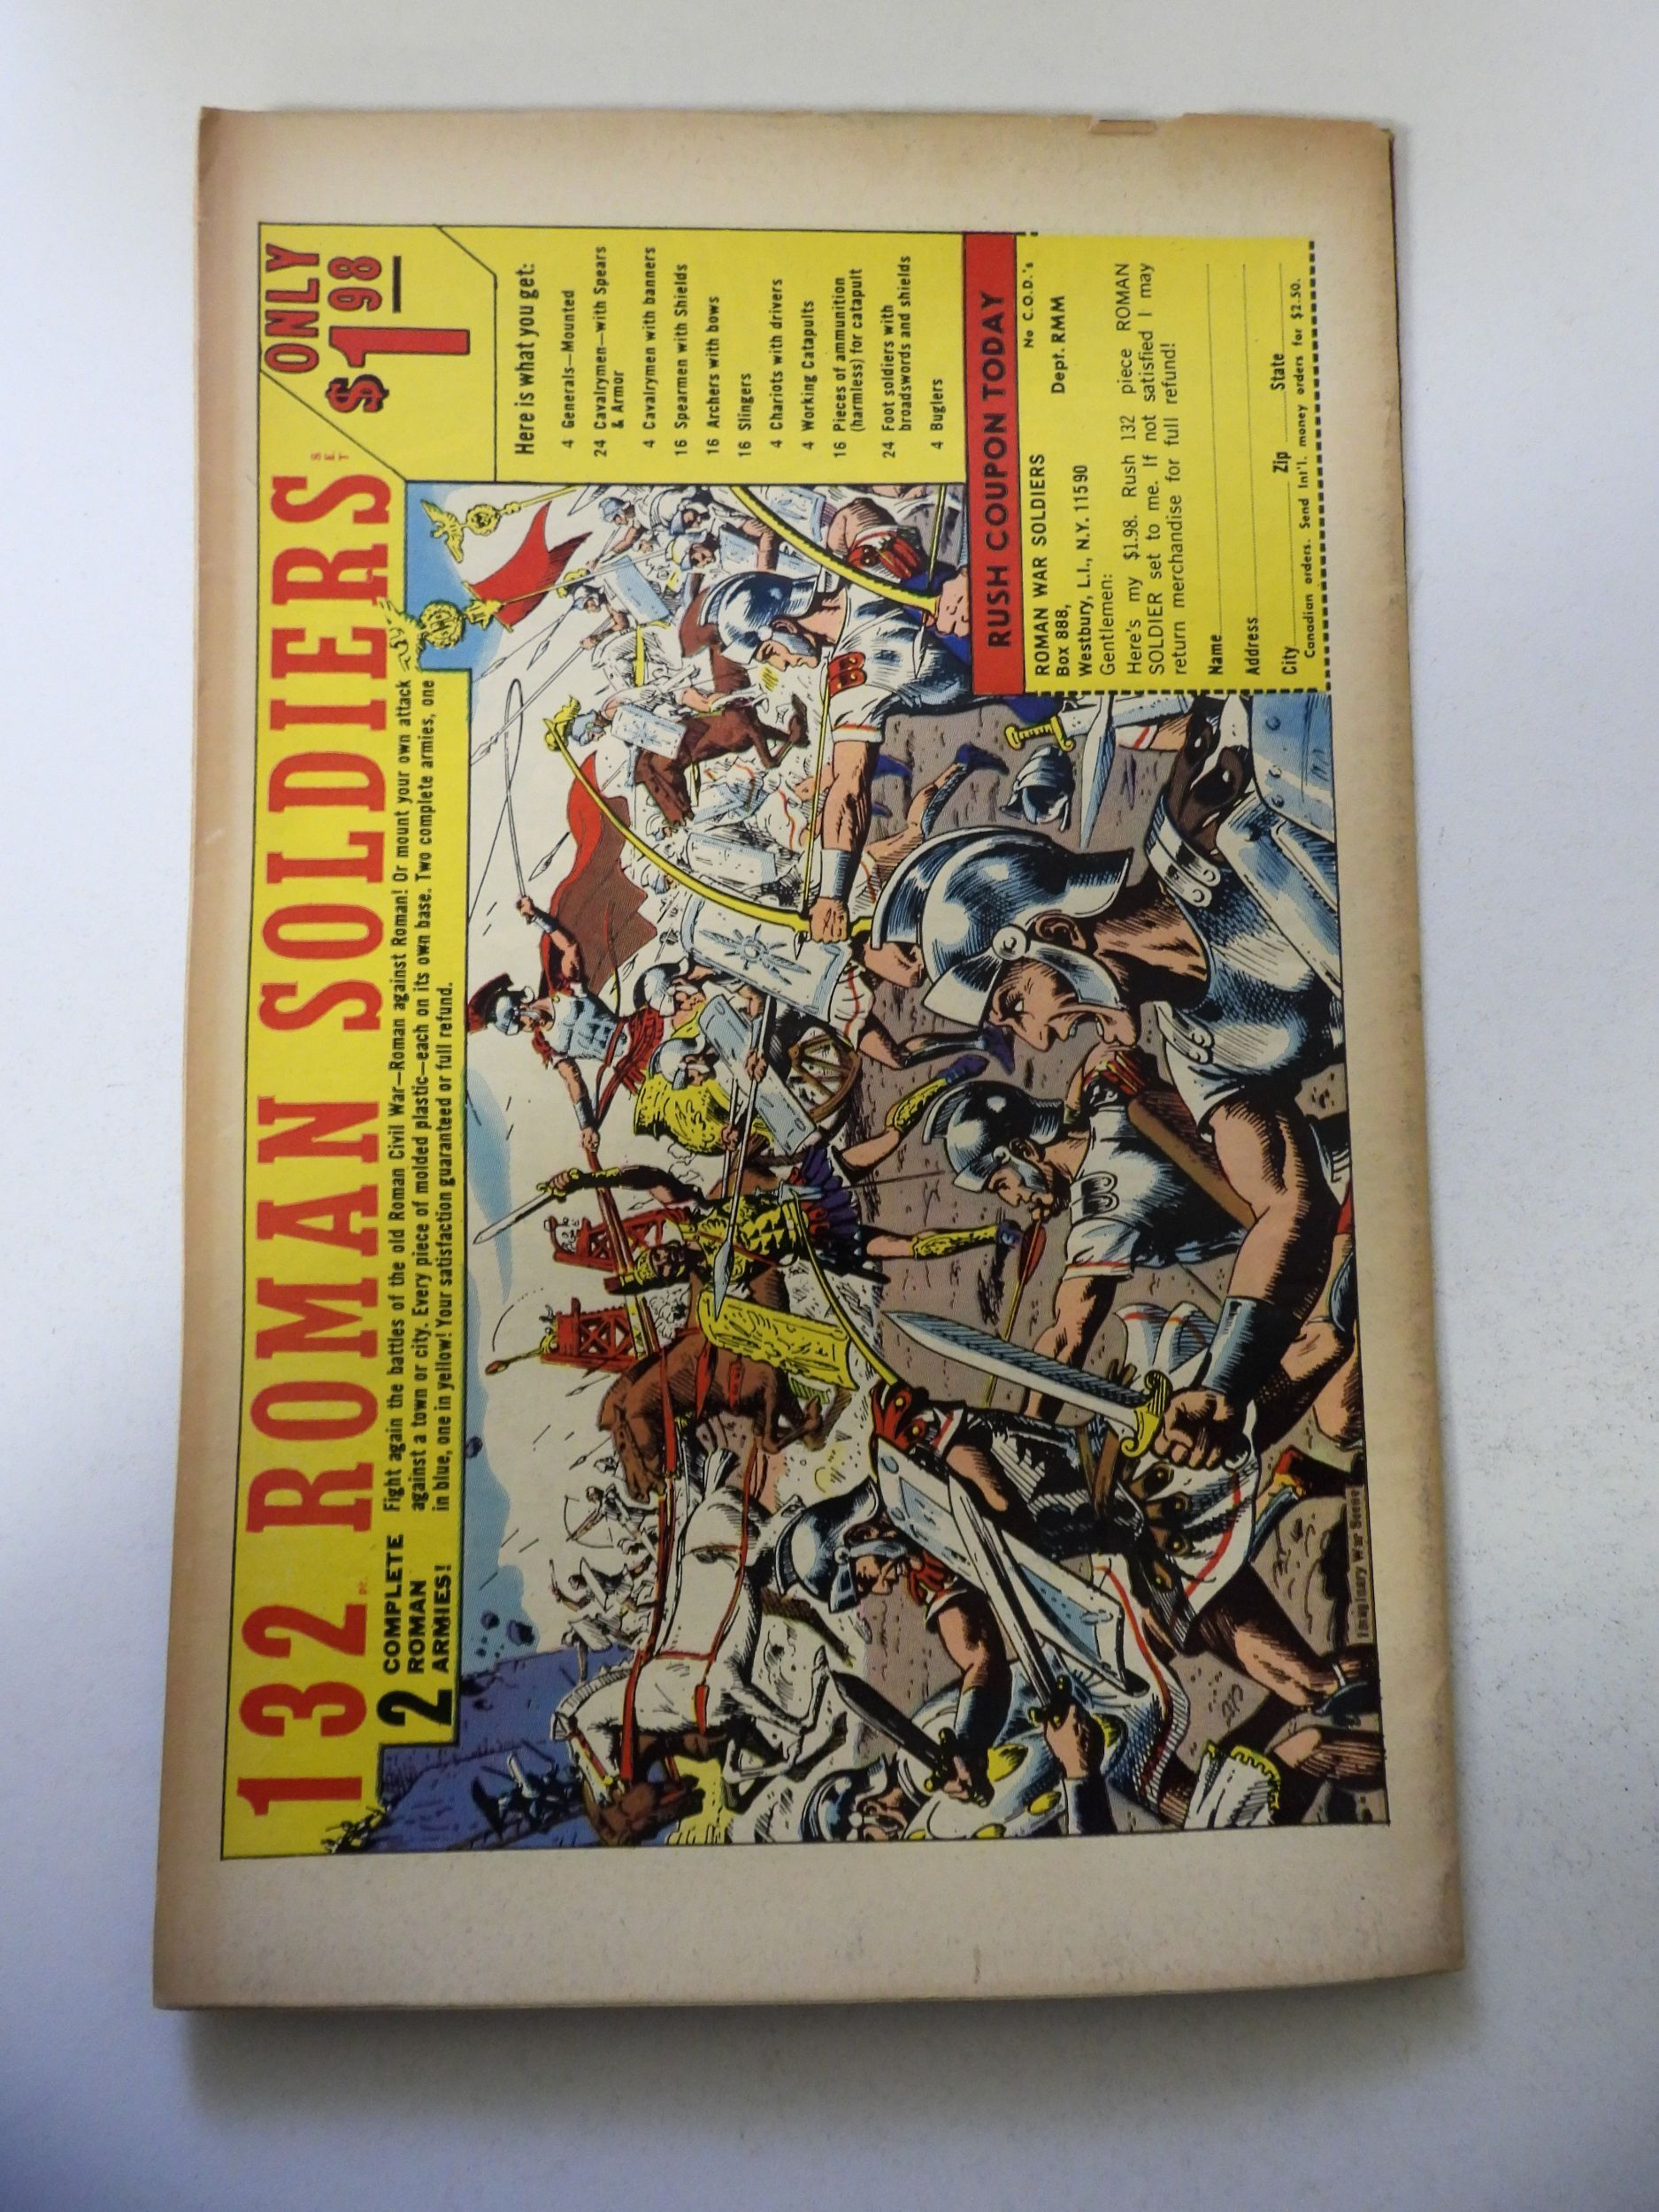 132 PC. ROMAN SOLDIERS SET
ONLY
$1 98
2 COMPLETE
ROMAN
ARMIES!
Fight again the battles of the old Roman Civil War—Roman against Roman! Or mount your own attack
against a town or city. Every piece of molded plastic—each on its own base. Two complete armies, one
in blue, one in yellow! Your satisfaction guaranteed or full refund.
Here is what you get:
4 Generals—Mounted
24 Cavalrymen—with Spears
& Armor
4 Cavalrymen with banners
16 Spearmen with Shields
16 Archers with bows
16 Slingers
4 Chariots with drivers
4 Working Catapults
16 Pieces of ammunition
(harmless) for catapult
24 Foot soldiers with
broadswords and shields
4 Buglers
RUSH COUPON TODAY
No C.O.D.'s
ROMAN WAR SOLDIERS
Box 888, Dept. RMM
Westbury, L.I., N.Y. 11590
Gentlemen:
Here's my $1.98. Rush 132 piece ROMAN
SOLDIER set to me. If not satisfied I may
return merchandise for full refund!
Name
Address
City Zip State
Canadian orders. Send Int'l. money orders for $2.50.
Imaginary War Scene